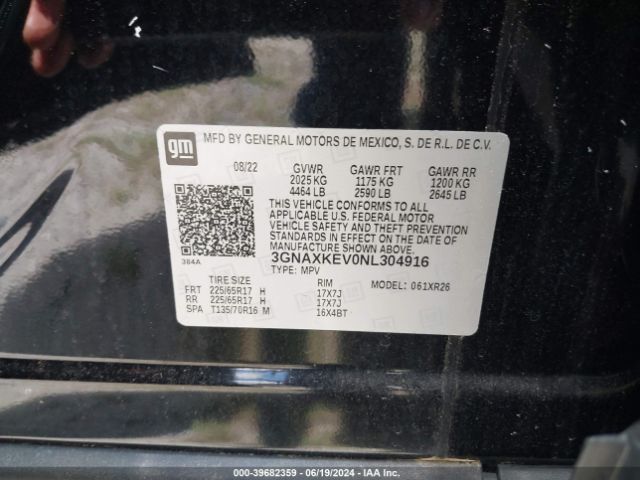 gm
MFD BY GENERAL MOTORS DE MEXICO, S. DE R.L. DE C.V.
08/22 GVWR GAWR FRT GAWR RR
2025 KG 1175 KG 1200 KG
4464 LB 2590 LB 2645 LB
THIS VEHICLE CONFORMS TO ALL
APPLICABLE U.S. FEDERAL MOTOR
VEHICLE SAFETY AND THEFT PREVENTION
STANDARDS IN EFFECT ON THE DATE OF
MANUFACTURE SHOWN ABOVE.
384A
3GNAXKEV0NL304916
TYPE: MPV
TIRE SIZE RIM MODEL: 061XR26
FRT 225/65R17 H 17X7J
RR 225/65R17 H 17X7J
SPA T135/70R16 M 16X4BT
000-39682359 - 06/19/2024 - IAA Inc.